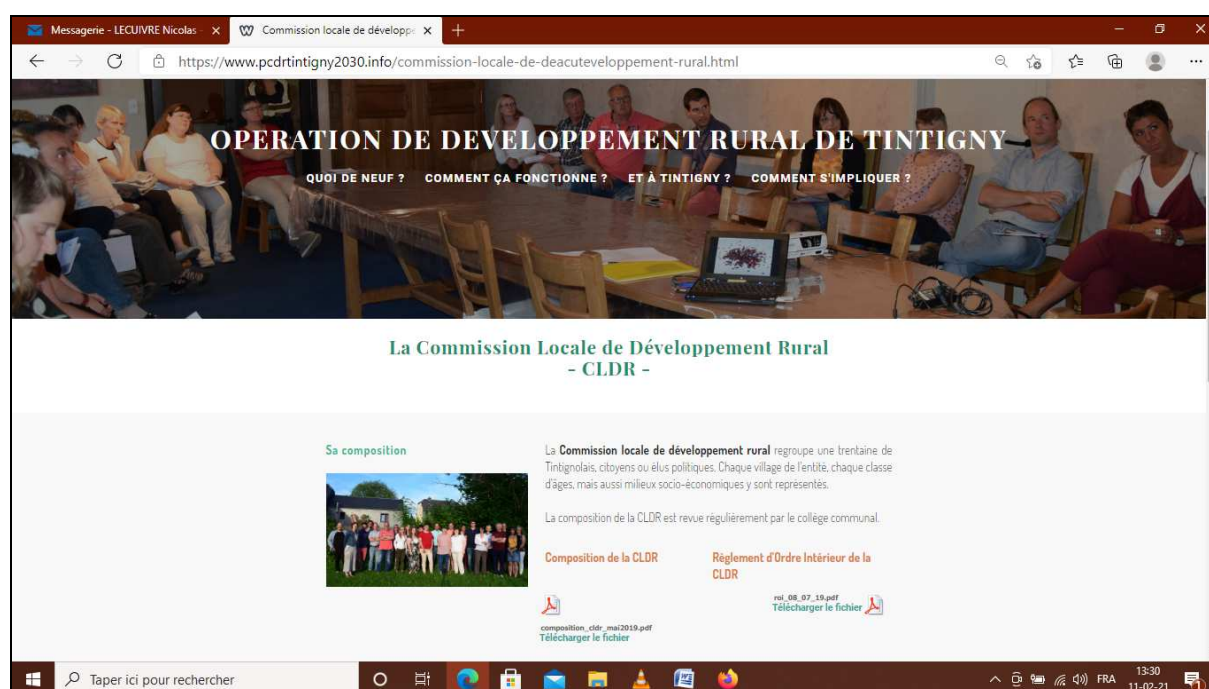 Messagerie - LECUIVRE Nicolas -
Commission locale de développe
https://www.pcdrtintigny2030.info/commission-locale-de-deacuteveloppement-rural.html
OPERATION DE DEVELOPPEMENT RURAL DE TINTIGNY
QUOI DE NEUF ? COMMENT ÇA FONCTIONNE ? ET À TINTIGNY ? COMMENT S'IMPLIQUER ?
La Commission Locale de Développement Rural
- CLDR -
Sa composition
La Commission locale de développement rural regroupe une trentaine de
Tintignolais, citoyens ou élus politiques. Chaque village de l'entité, chaque classe
d'âges, mais aussi milieux socio-économiques y sont représentés.
La composition de la CLDR est revue régulièrement par le collège communal.
Composition de la CLDR
Règlement d'Ordre Intérieur de la
CLDR
composition_cldr_mai2019.pdf
Télécharger le fichier
roi_08_07_19.pdf
Télécharger le fichier
Taper ici pour rechercher
FRA
13:30
11-02-21
1